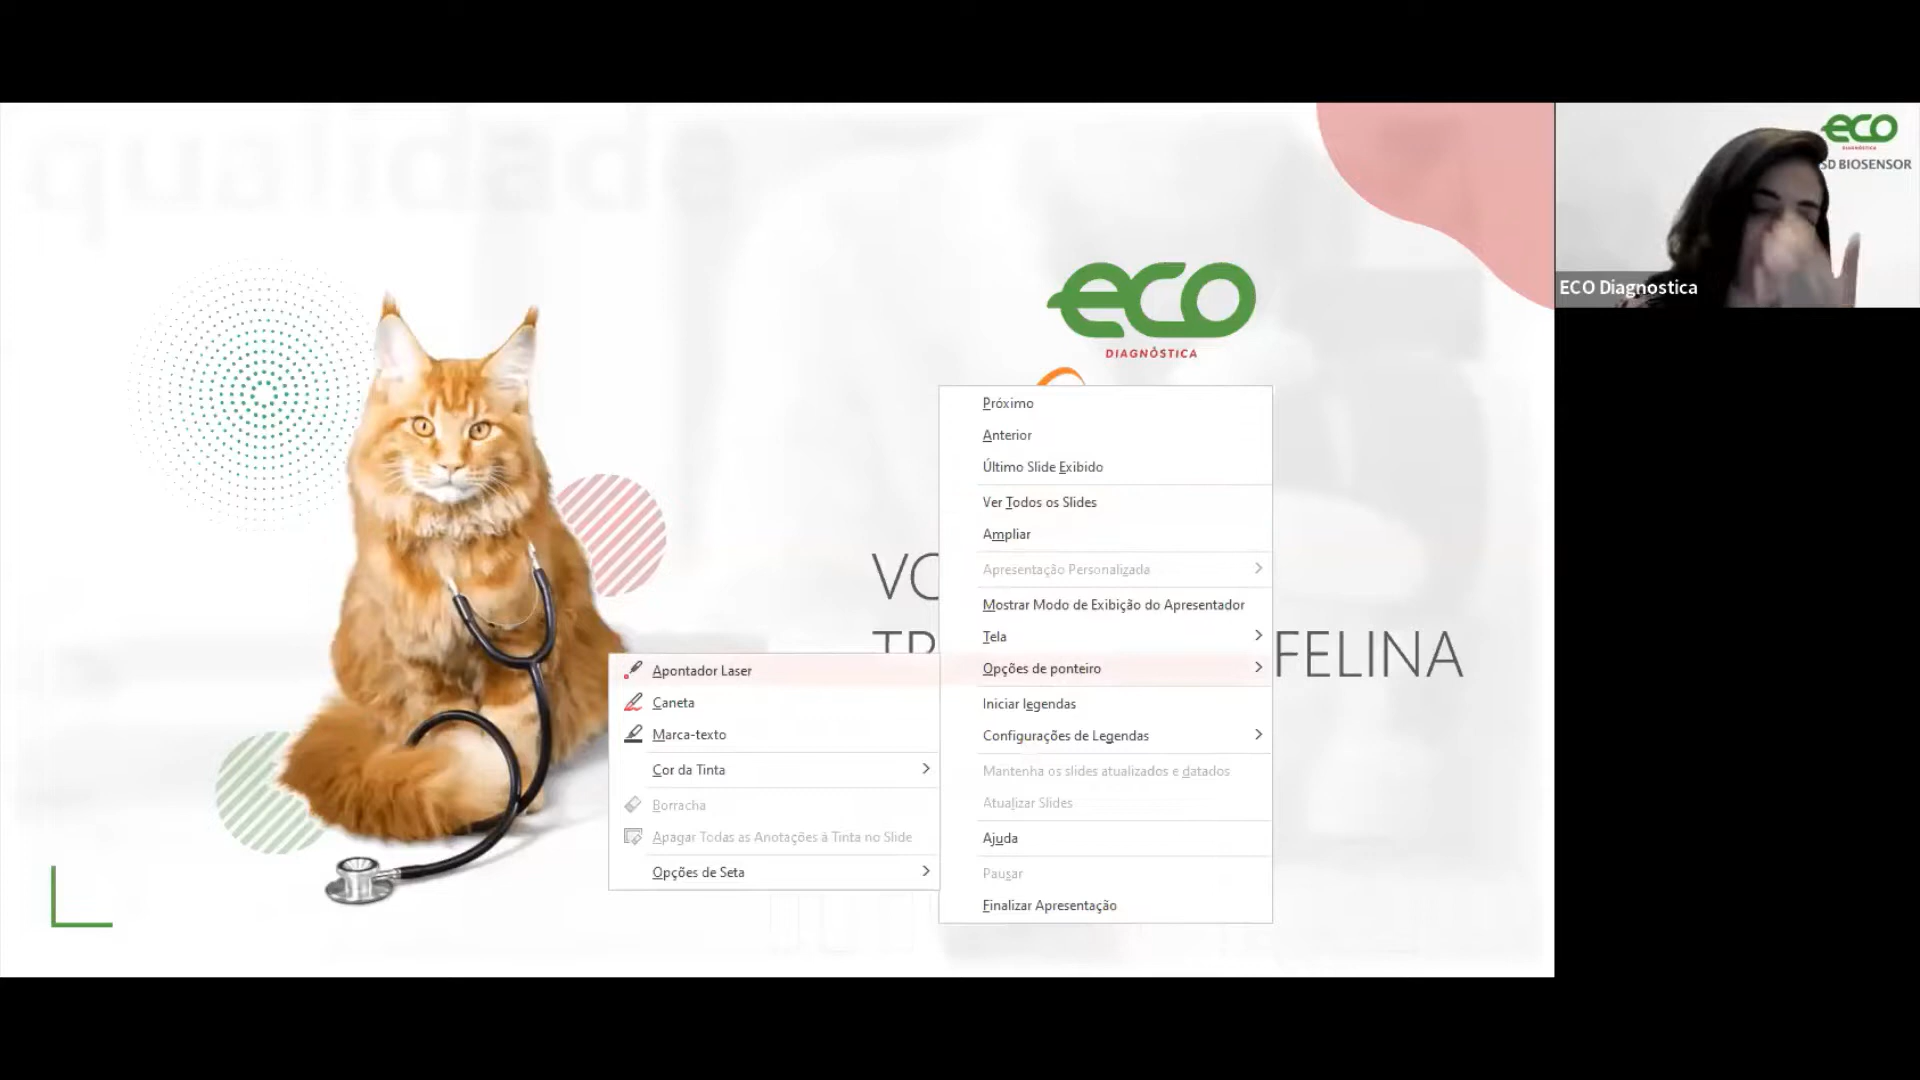 qualidade
eco
DIAGNÓSTICA
VO
TR
FELINA
Próximo
Anterior
Último Slide Exibido
Ver Todos os Slides
Ampliar
Apresentação Personalizada
Mostrar Modo de Exibição do Apresentador
Tela
Opções de ponteiro
Iniciar legendas
Configurações de Legendas
Mantenha os slides atualizados e datados
Atualizar Slides
Ajuda
Pausar
Finalizar Apresentação
Apontador Laser
Caneta
Marca-texto
Cor da Tinta
Borracha
Apagar Todas as Anotações à Tinta no Slide
Opções de Seta
eco
DIAGNÓSTICA
SD BIOSENSOR
ECO Diagnostica